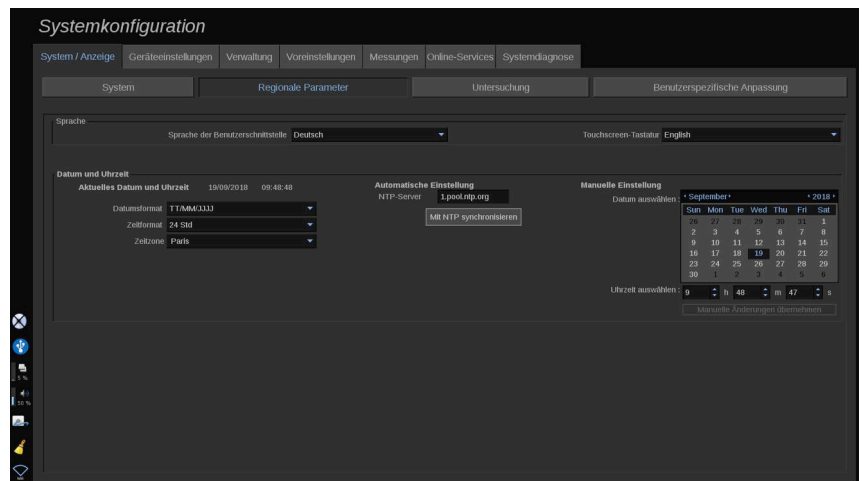 Systemkonfiguration
System / Anzeige Geräteeinstellungen Verwaltung Voreinstellungen Messungen Online-Services Systemdiagnose
System Regionale Parameter Untersuchung Benutzerspezifische Anpassung
Sprache
Sprache der Benutzerschnittstelle Deutsch Touchscreen-Tastatur English
Datum und Uhrzeit
Aktuelles Datum und Uhrzeit 19/09/2018 09:48:48
Datumsformat TT/MM/JJJJ
Zeitformat 24 Std
Zeitzone Paris
Automatische Einstellung
NTP-Server 1.pool.ntp.org
Mit NTP synchronisieren
Manuelle Einstellung
Datum auswählen : September 2018
Sun Mon Tue Wed Thu Fri Sat
26 27 28 29 30 31 1
2 3 4 5 6 7 8
9 10 11 12 13 14 15
16 17 18 19 20 21 22
23 24 25 26 27 28 29
30 1 2 3 4 5 6
Uhrzeit auswählen : 9 h 48 m 47 s
Manuelle Änderungen übernehmen
5 %
50 %